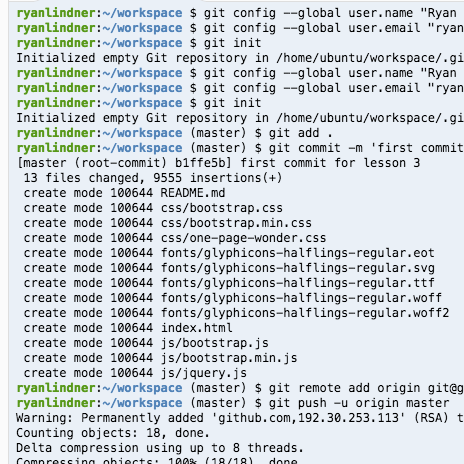 ryanlindner:~/workspace $ git config --global user.name "Ryan
ryanlindner:~/workspace $ git config --global user.email "ryan
ryanlindner:~/workspace $ git init
Initialized empty Git repository in /home/ubuntu/workspace/.gi
ryanlindner:~/workspace $ git config --global user.name "Ryan
ryanlindner:~/workspace $ git config --global user.email "ryan
ryanlindner:~/workspace $ git init
Initialized empty Git repository in /home/ubuntu/workspace/.gi
ryanlindner:~/workspace (master) $ git add .
ryanlindner:~/workspace (master) $ git commit -m 'first commit
[master (root-commit) b1ffe5b] first commit for lesson 3
 13 files changed, 9555 insertions(+)
 create mode 100644 README.md
 create mode 100644 css/bootstrap.css
 create mode 100644 css/bootstrap.min.css
 create mode 100644 css/one-page-wonder.css
 create mode 100644 fonts/glyphicons-halflings-regular.eot
 create mode 100644 fonts/glyphicons-halflings-regular.svg
 create mode 100644 fonts/glyphicons-halflings-regular.ttf
 create mode 100644 fonts/glyphicons-halflings-regular.woff
 create mode 100644 fonts/glyphicons-halflings-regular.woff2
 create mode 100644 index.html
 create mode 100644 js/bootstrap.js
 create mode 100644 js/bootstrap.min.js
 create mode 100644 js/jquery.js
ryanlindner:~/workspace (master) $ git remote add origin git@g
ryanlindner:~/workspace (master) $ git push -u origin master
Warning: Permanently added 'github.com,192.30.253.113' (RSA) t
Counting objects: 18, done.
Delta compression using up to 8 threads.
Compressing objects: 100% (18/18), done.